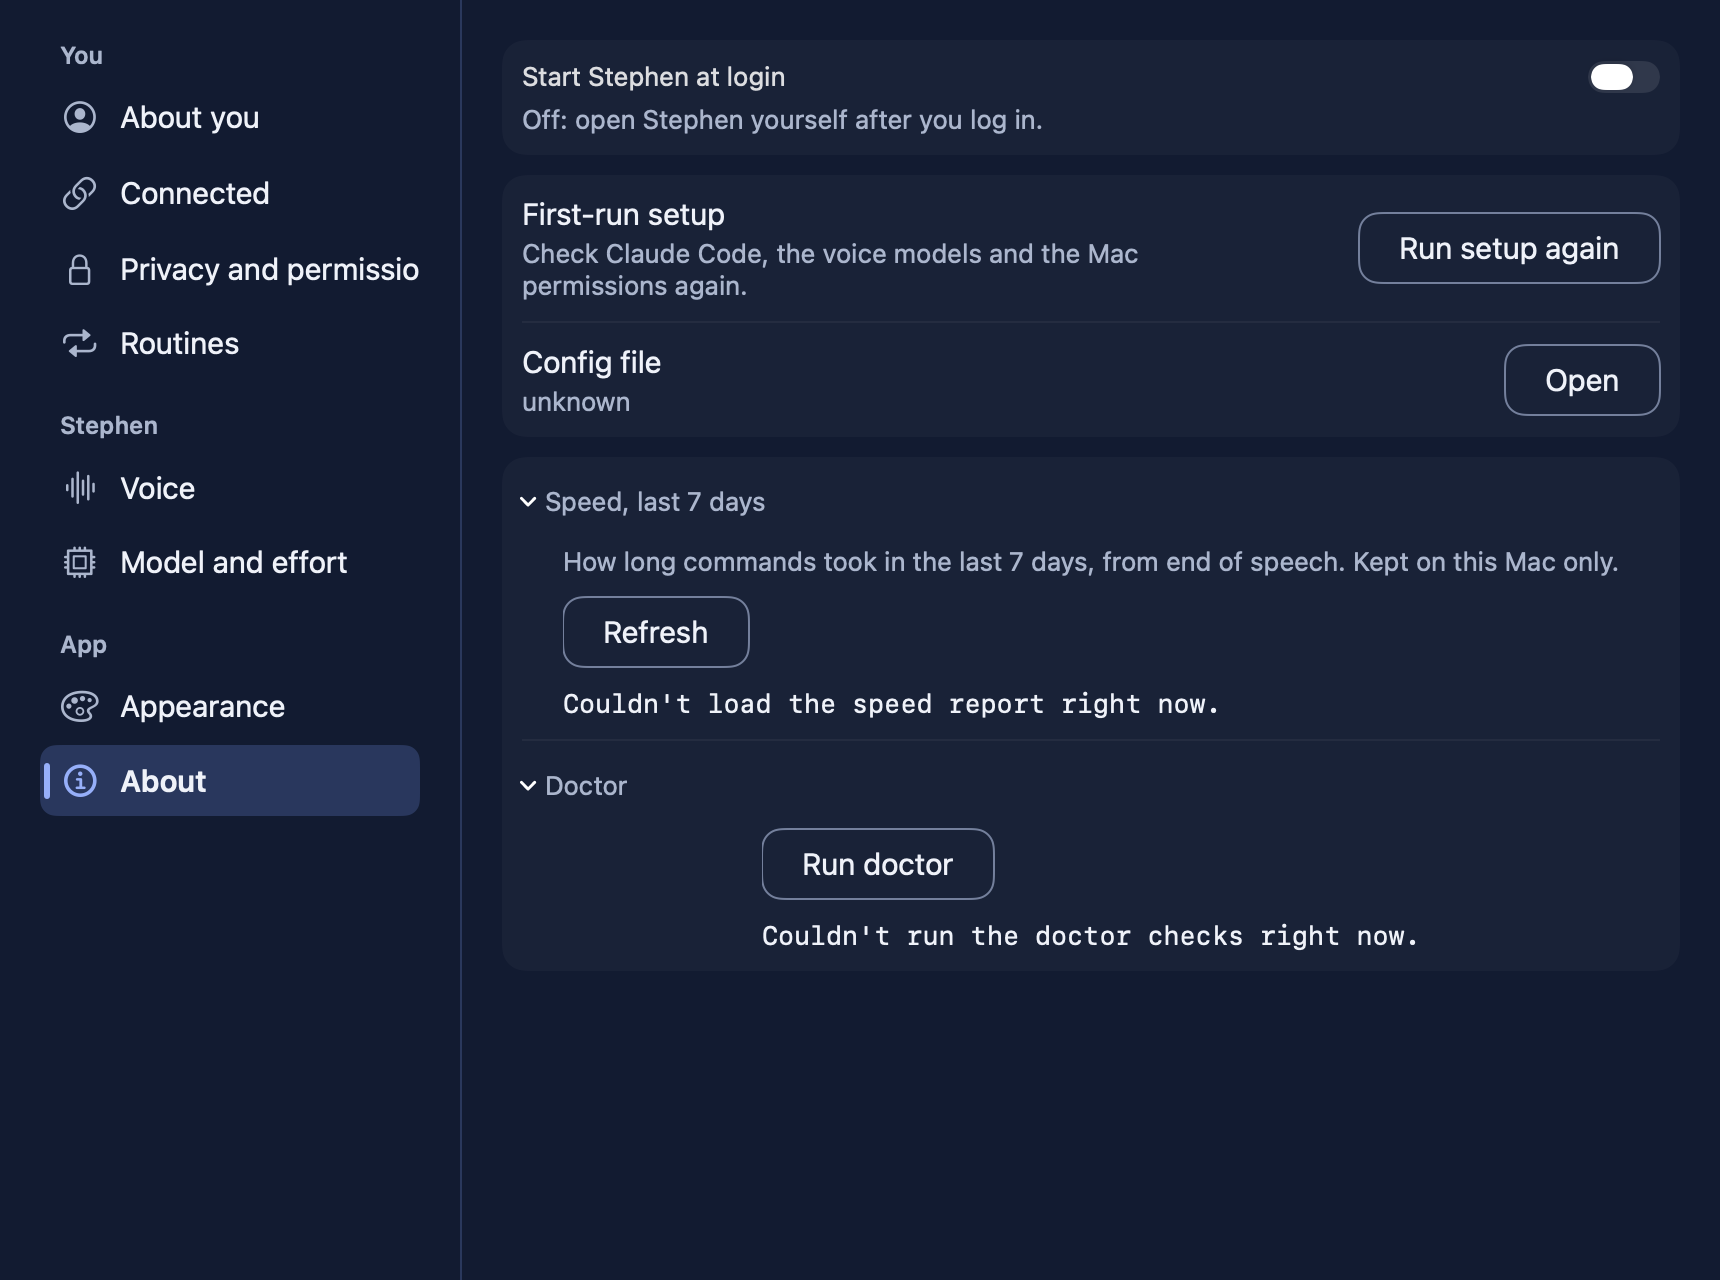 You
About you
Connected
Privacy and permissio
Routines
Stephen
Voice
Model and effort
App
Appearance
About
Start Stephen at login
Off: open Stephen yourself after you log in.
First-run setup
Check Claude Code, the voice models and the Mac
permissions again.
Run setup again
Config file
unknown
Open
Speed, last 7 days
How long commands took in the last 7 days, from end of speech. Kept on this Mac only.
Refresh
Couldn't load the speed report right now.
Doctor
Run doctor
Couldn't run the doctor checks right now.